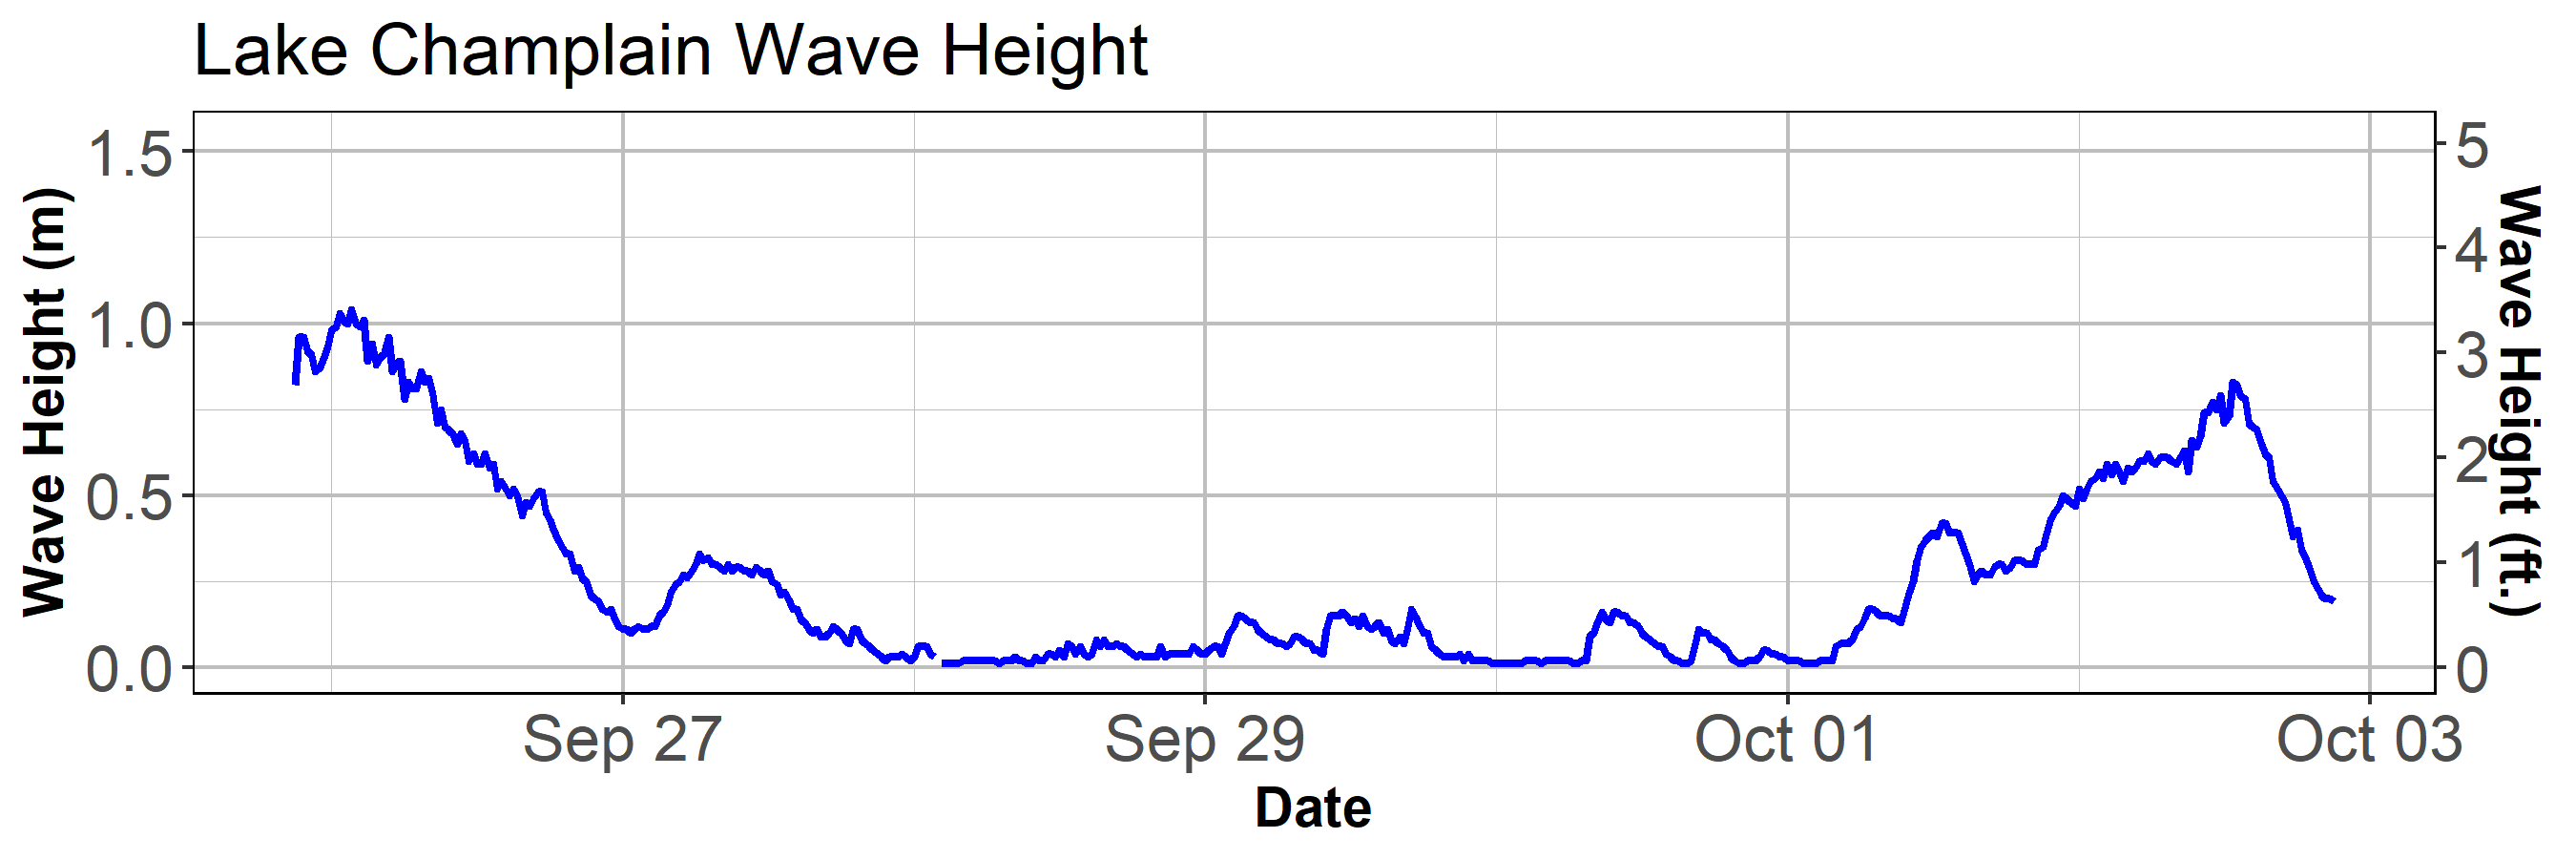 Lake Champlain Wave Height
Wave Height (m)
1.5
1.0
0.5
0.0
5
4
3
2
1
0
Wave Height (ft.)
Sep 27
Sep 29
Oct 01
Oct 03
Date